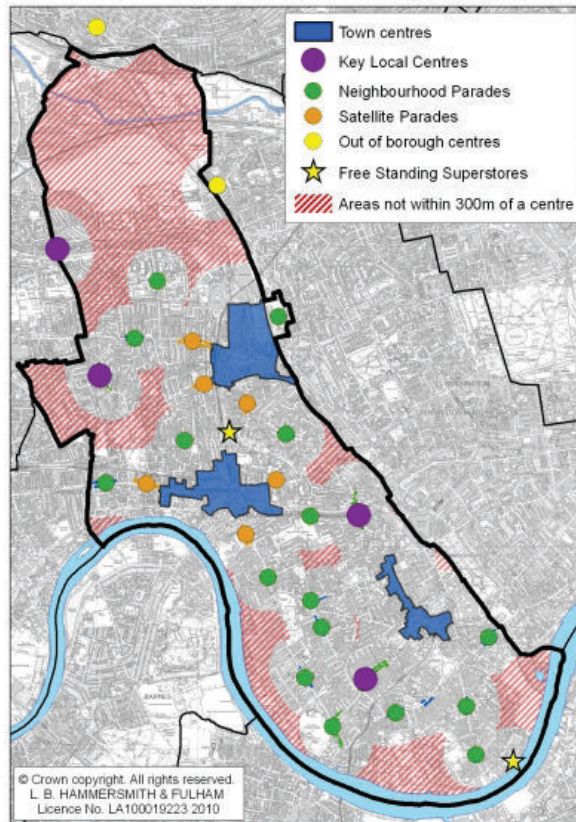 Town centres
Key Local Centres
Neighbourhood Parades
Satellite Parades
Out of borough centres
Free Standing Superstores
Areas not within 300m of a centre
BARNES
© Crown copyright. All rights reserved.
L. B. HAMMERSMITH & FULHAM
Licence No. LA100019223 2010